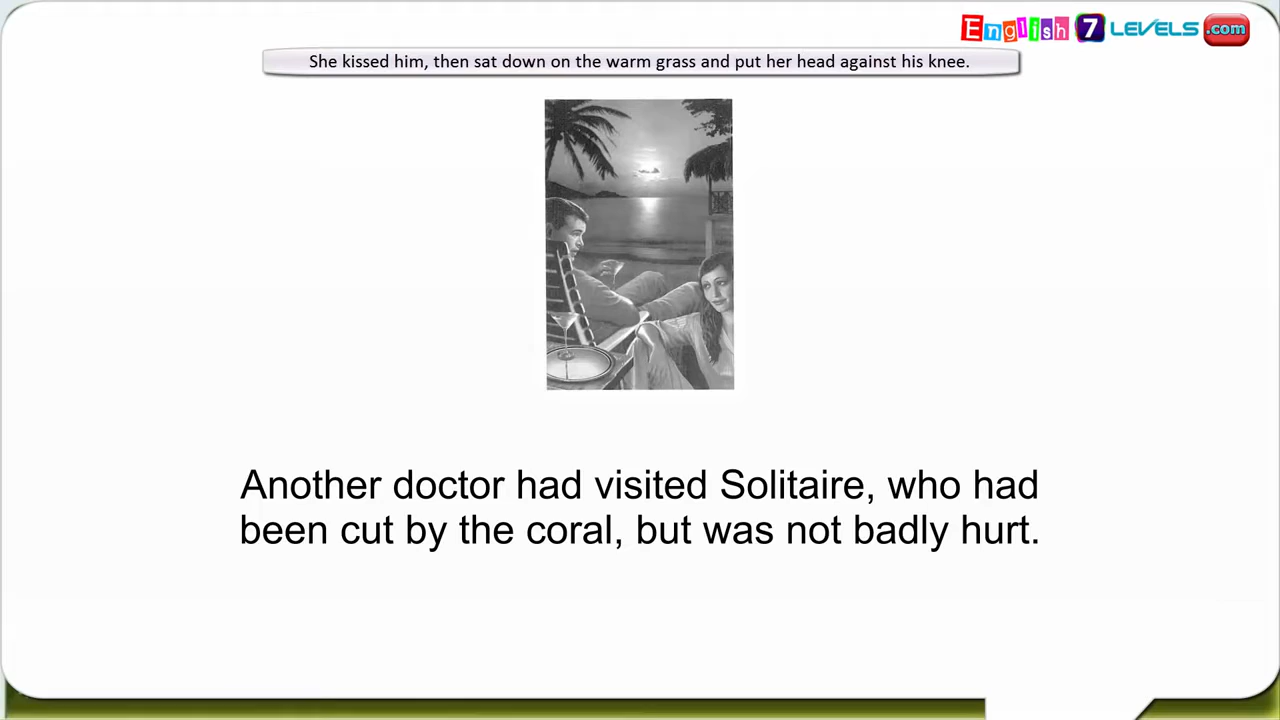 English 7 LEVELS .com
She kissed him, then sat down on the warm grass and put her head against his knee.
Another doctor had visited Solitaire, who had
been cut by the coral, but was not badly hurt.